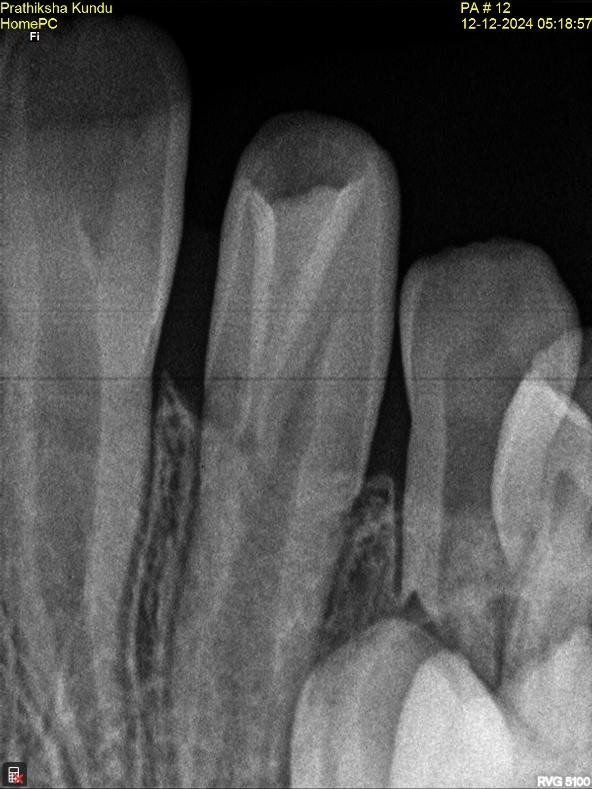 Prathiksha Kundu
HomePC
Fi
PA # 12
12-12-2024 05:18:57
RVG 5100